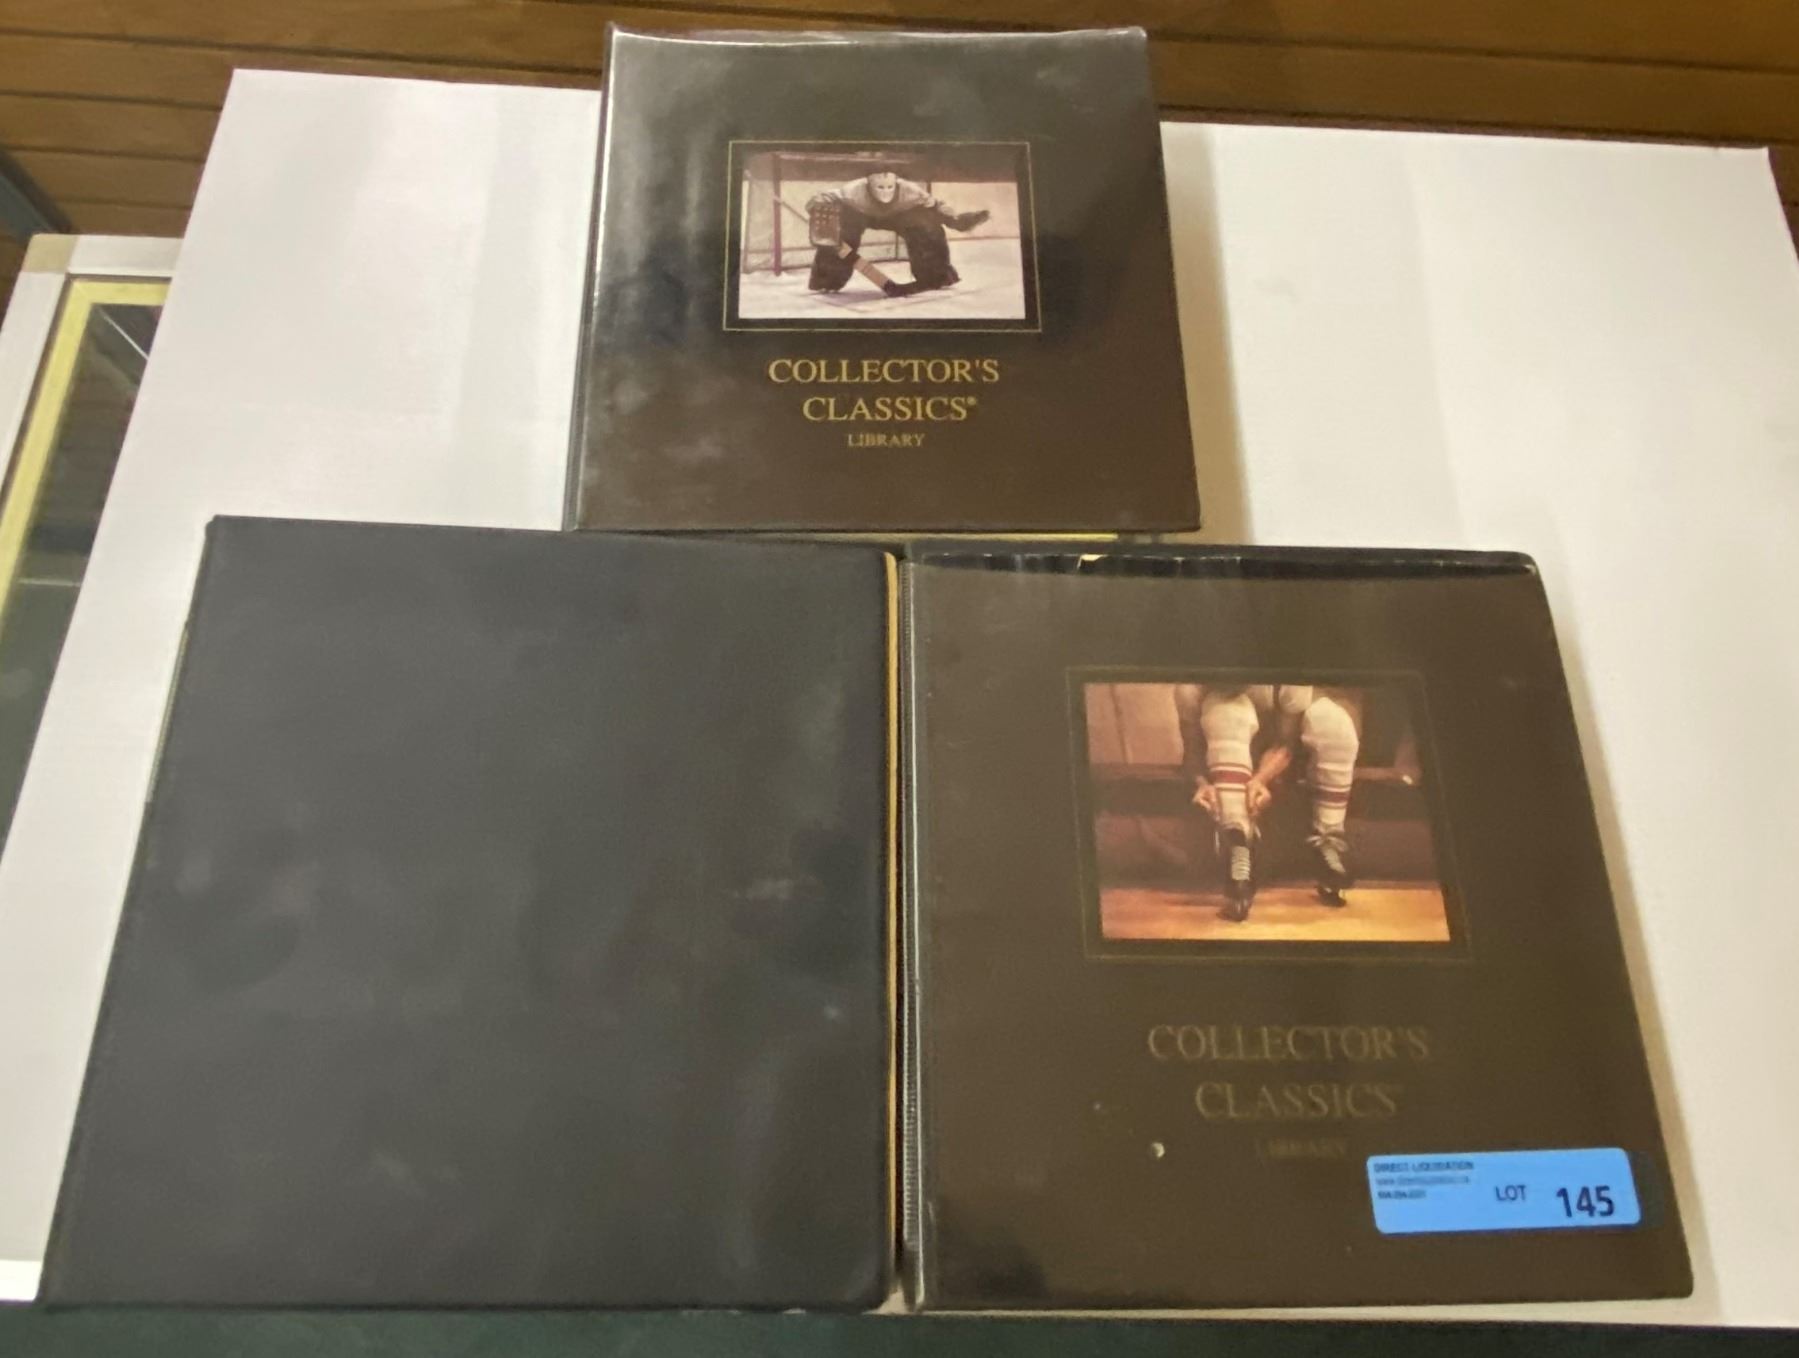 COLLECTOR'S
CLASSICS®
LIBRARY
COLLECTOR'S
CLASSICS®
LIBRARY
DIRECT LIQUIDATION
LOT 145